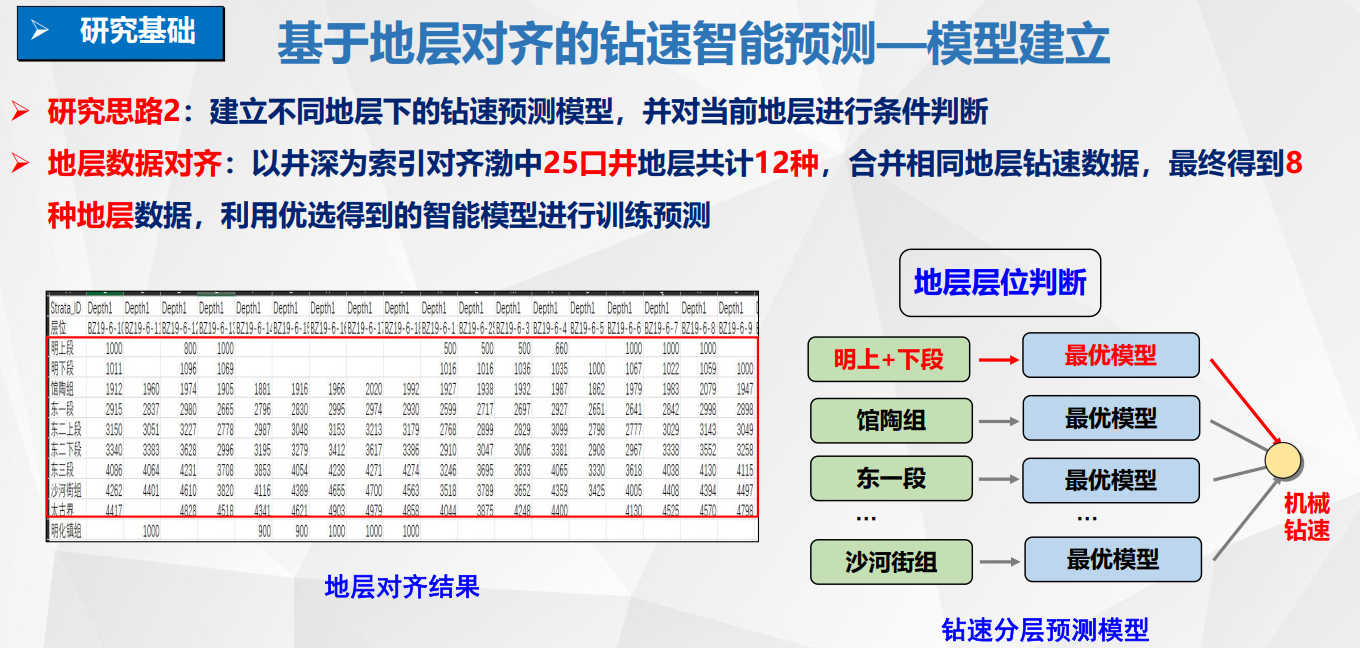 研究基础
基于地层对齐的钻速智能预测—模型建立
研究思路2：建立不同地层下的钻速预测模型，并对当前地层进行条件判断
地层数据对齐：以井深为索引对齐渤中25口井地层共计12种，合并相同地层钻速数据，最终得到8
种地层数据，利用优选得到的智能模型进行训练预测
Strata_ID Depth1 Depth1 Depth1 Depth1 Depth1 Depth1 Depth1 Depth1 Depth1 Depth1 Depth1 Depth1 Depth1 Depth1 Depth1 Depth1 Depth1 Depth1
层位 BZ19-6-10 BZ19-6-11 BZ19-6-12 BZ19-6-13 BZ19-6-14 BZ19-6-15 BZ19-6-16 BZ19-6-17 BZ19-6-18 BZ19-6-1 BZ19-6-2 BZ19-6-3 BZ19-6-4 BZ19-6-5 BZ19-6-6 BZ19-6-7 BZ19-6-8 BZ19-6-9
明上段 1000 800 1000 500 500 500 660 1000 1000 1000
明下段 1011 1096 1069 1016 1016 1036 1035 1000 1067 1022 1059 1000
馆陶组 1912 1960 1974 1905 1881 1916 1966 2020 1992 1927 1938 1932 1987 1862 1979 1983 2079 1947
东一段 2915 2837 2980 2665 2796 2830 2995 2974 2930 2599 2717 2697 2927 2651 2641 2842 2998 2898
东二上段 3150 3051 3227 2778 2987 3048 3153 3213 3179 2768 2899 2829 3099 2798 2777 3029 3143 3049
东二下段 3340 3383 3628 2996 3195 3279 3412 3617 3386 2910 3047 3006 3381 2908 2967 3338 3552 3258
东三段 4086 4064 4231 3708 3853 4054 4238 4271 4274 3246 3695 3633 4065 3330 3618 4038 4130 4115
沙河街组 4262 4401 4610 3820 4116 4389 4655 4700 4563 3518 3789 3652 4359 3425 4005 4408 4394 4497
太古界 4417 4828 4518 4341 4621 4903 4979 4858 4044 3875 4248 4400 4130 4525 4570 4798
明化镇组 1000 900 900 1000 1000 1000
地层对齐结果
地层层位判断
明上+下段 最优模型
馆陶组 最优模型
东一段 最优模型
… …
沙河街组 最优模型
机械
钻速
钻速分层预测模型